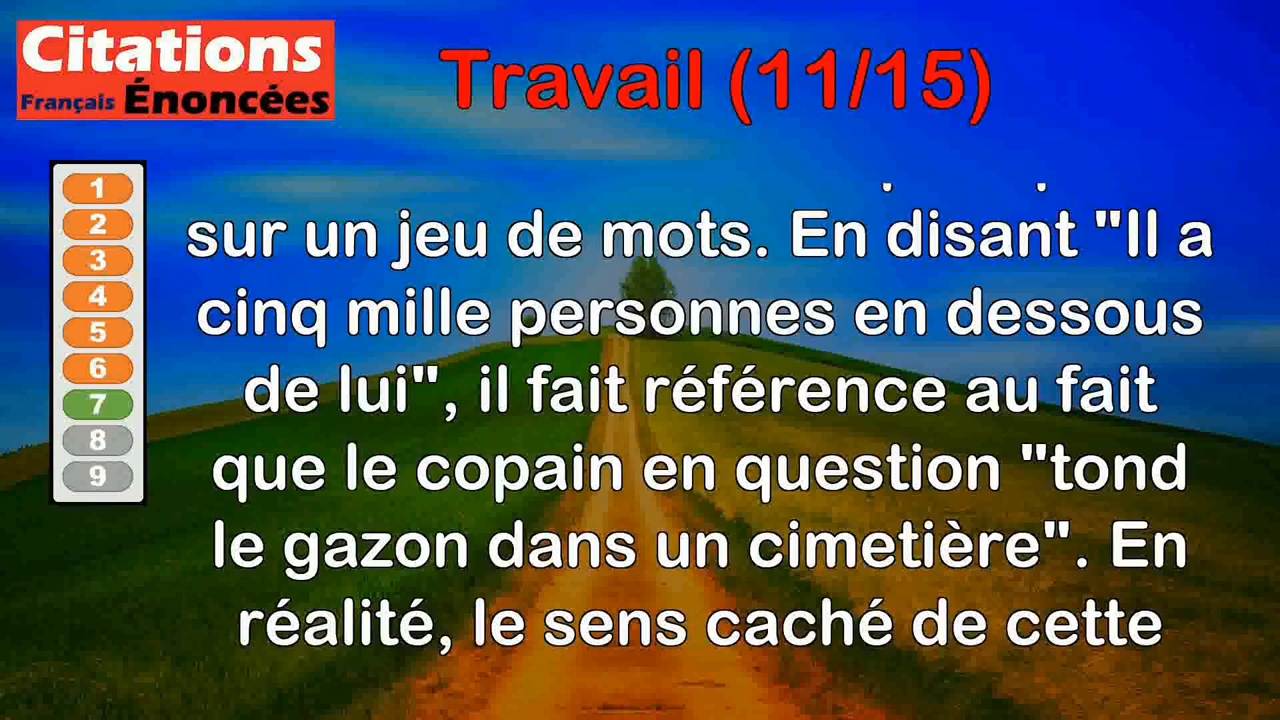 Citations
Français Énoncées
Travail (11/15)
1
2
3
4
5
6
7
8
9
sur un jeu de mots. En disant "Il a
cinq mille personnes en dessous
de lui", il fait référence au fait
que le copain en question "tond
le gazon dans un cimetière". En
réalité, le sens caché de cette